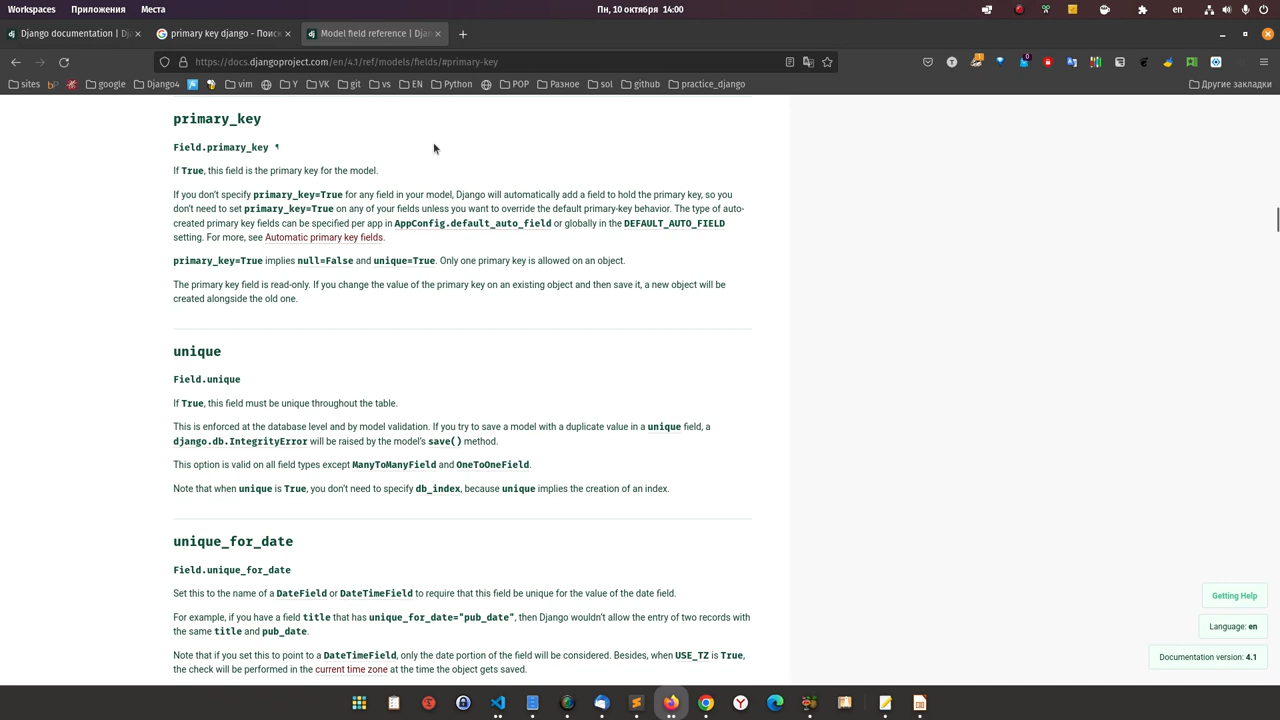 Workspaces Приложения Места Пн, 10 октября 14:00 en
Django documentation | Dj primary key django - Поиск Model field reference | Djan
https://docs.djangoproject.com/en/4.1/ref/models/fields/#primary-key
sites google Django4 vim Y VK git vs EN Python POP Разное sol github practice_django Другие закладки
primary_key
Field.primary_key ¶
If True, this field is the primary key for the model.
If you don’t specify primary_key=True for any field in your model, Django will automatically add a field to hold the primary key, so you
don’t need to set primary_key=True on any of your fields unless you want to override the default primary-key behavior. The type of auto-
created primary key fields can be specified per app in AppConfig.default_auto_field or globally in the DEFAULT_AUTO_FIELD
setting. For more, see Automatic primary key fields.
primary_key=True implies null=False and unique=True. Only one primary key is allowed on an object.
The primary key field is read-only. If you change the value of the primary key on an existing object and then save it, a new object will be
created alongside the old one.
unique
Field.unique
If True, this field must be unique throughout the table.
This is enforced at the database level and by model validation. If you try to save a model with a duplicate value in a unique field, a
django.db.IntegrityError will be raised by the model’s save() method.
This option is valid on all field types except ManyToManyField and OneToOneField.
Note that when unique is True, you don’t need to specify db_index, because unique implies the creation of an index.
unique_for_date
Field.unique_for_date
Set this to the name of a DateField or DateTimeField to require that this field be unique for the value of the date field.
For example, if you have a field title that has unique_for_date="pub_date", then Django wouldn’t allow the entry of two records with
the same title and pub_date.
Note that if you set this to point to a DateTimeField, only the date portion of the field will be considered. Besides, when USE_TZ is True,
the check will be performed in the current time zone at the time the object gets saved.
Getting Help
Language: en
Documentation version: 4.1